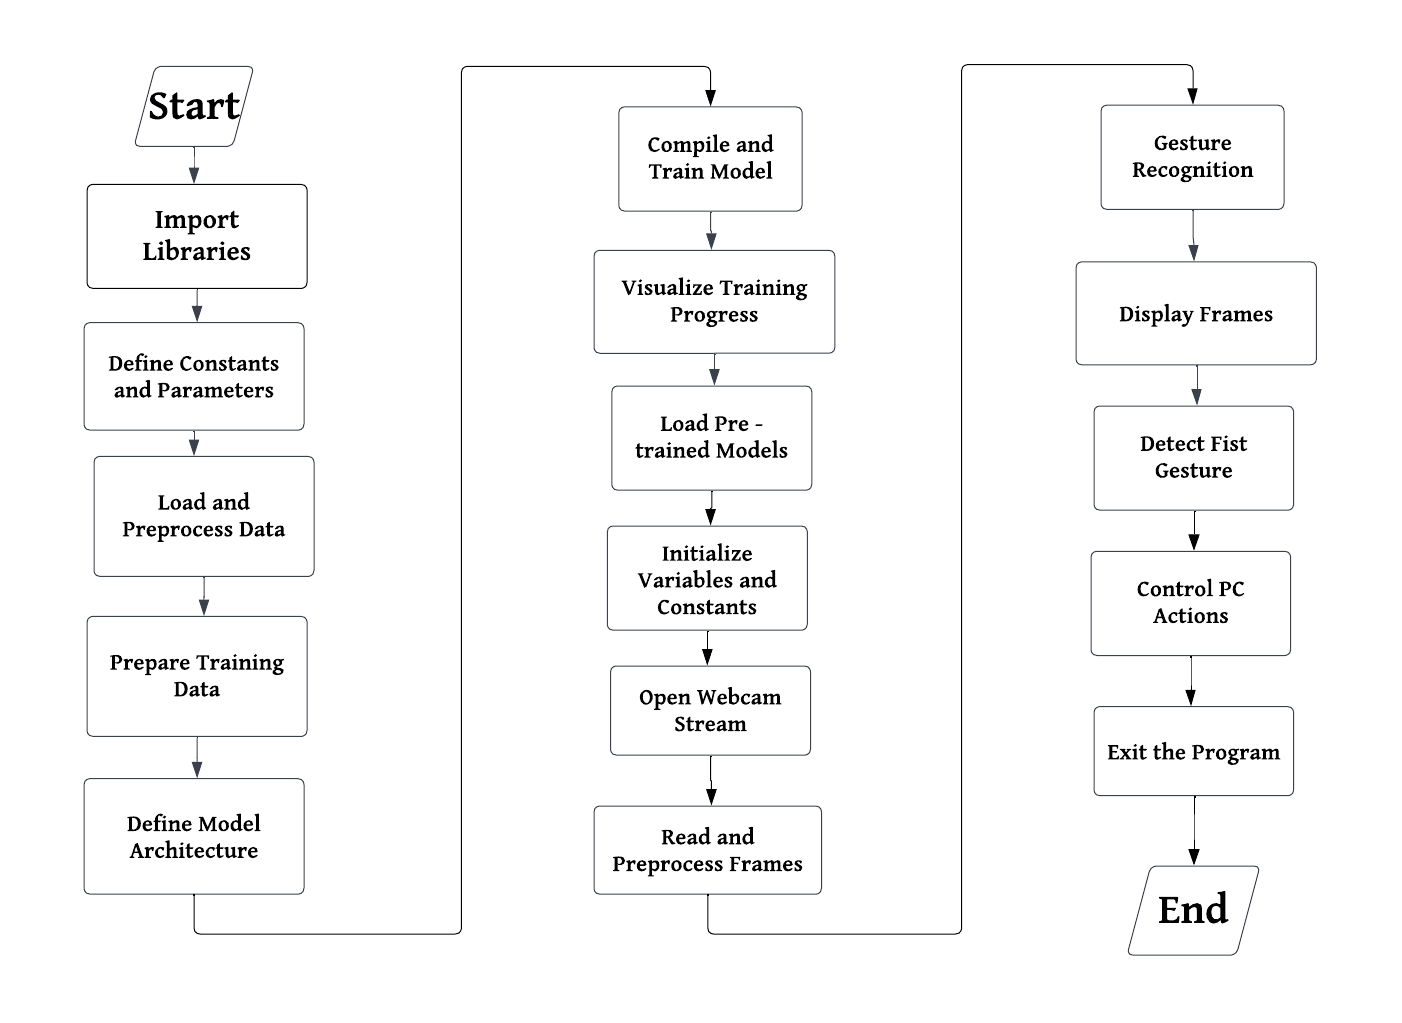 Start
Import
Libraries
Define Constants
and Parameters
Load and
Preprocess Data
Prepare Training
Data
Define Model
Architecture
Compile and
Train Model
Visualize Training
Progress
Load Pre -
trained Models
Initialize
Variables and
Constants
Open Webcam
Stream
Read and
Preprocess Frames
Gesture
Recognition
Display Frames
Detect Fist
Gesture
Control PC
Actions
Exit the Program
End